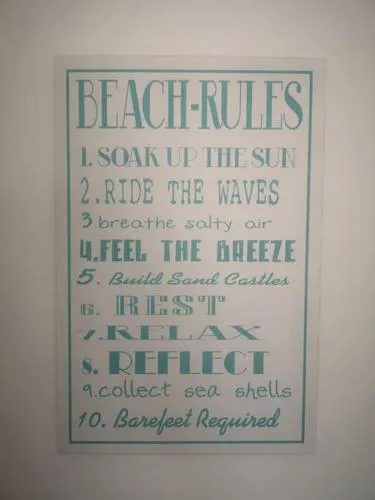 BEACH-RULES
1. SOAK UP THE SUN
2. RIDE THE WAVES
3 breathe salty air
4. FEEL THE BREEZE
5. Build Sand Castles
6. REST
7. RELAX
8. REFLECT
9. collect sea shells
10. Barefeet Required